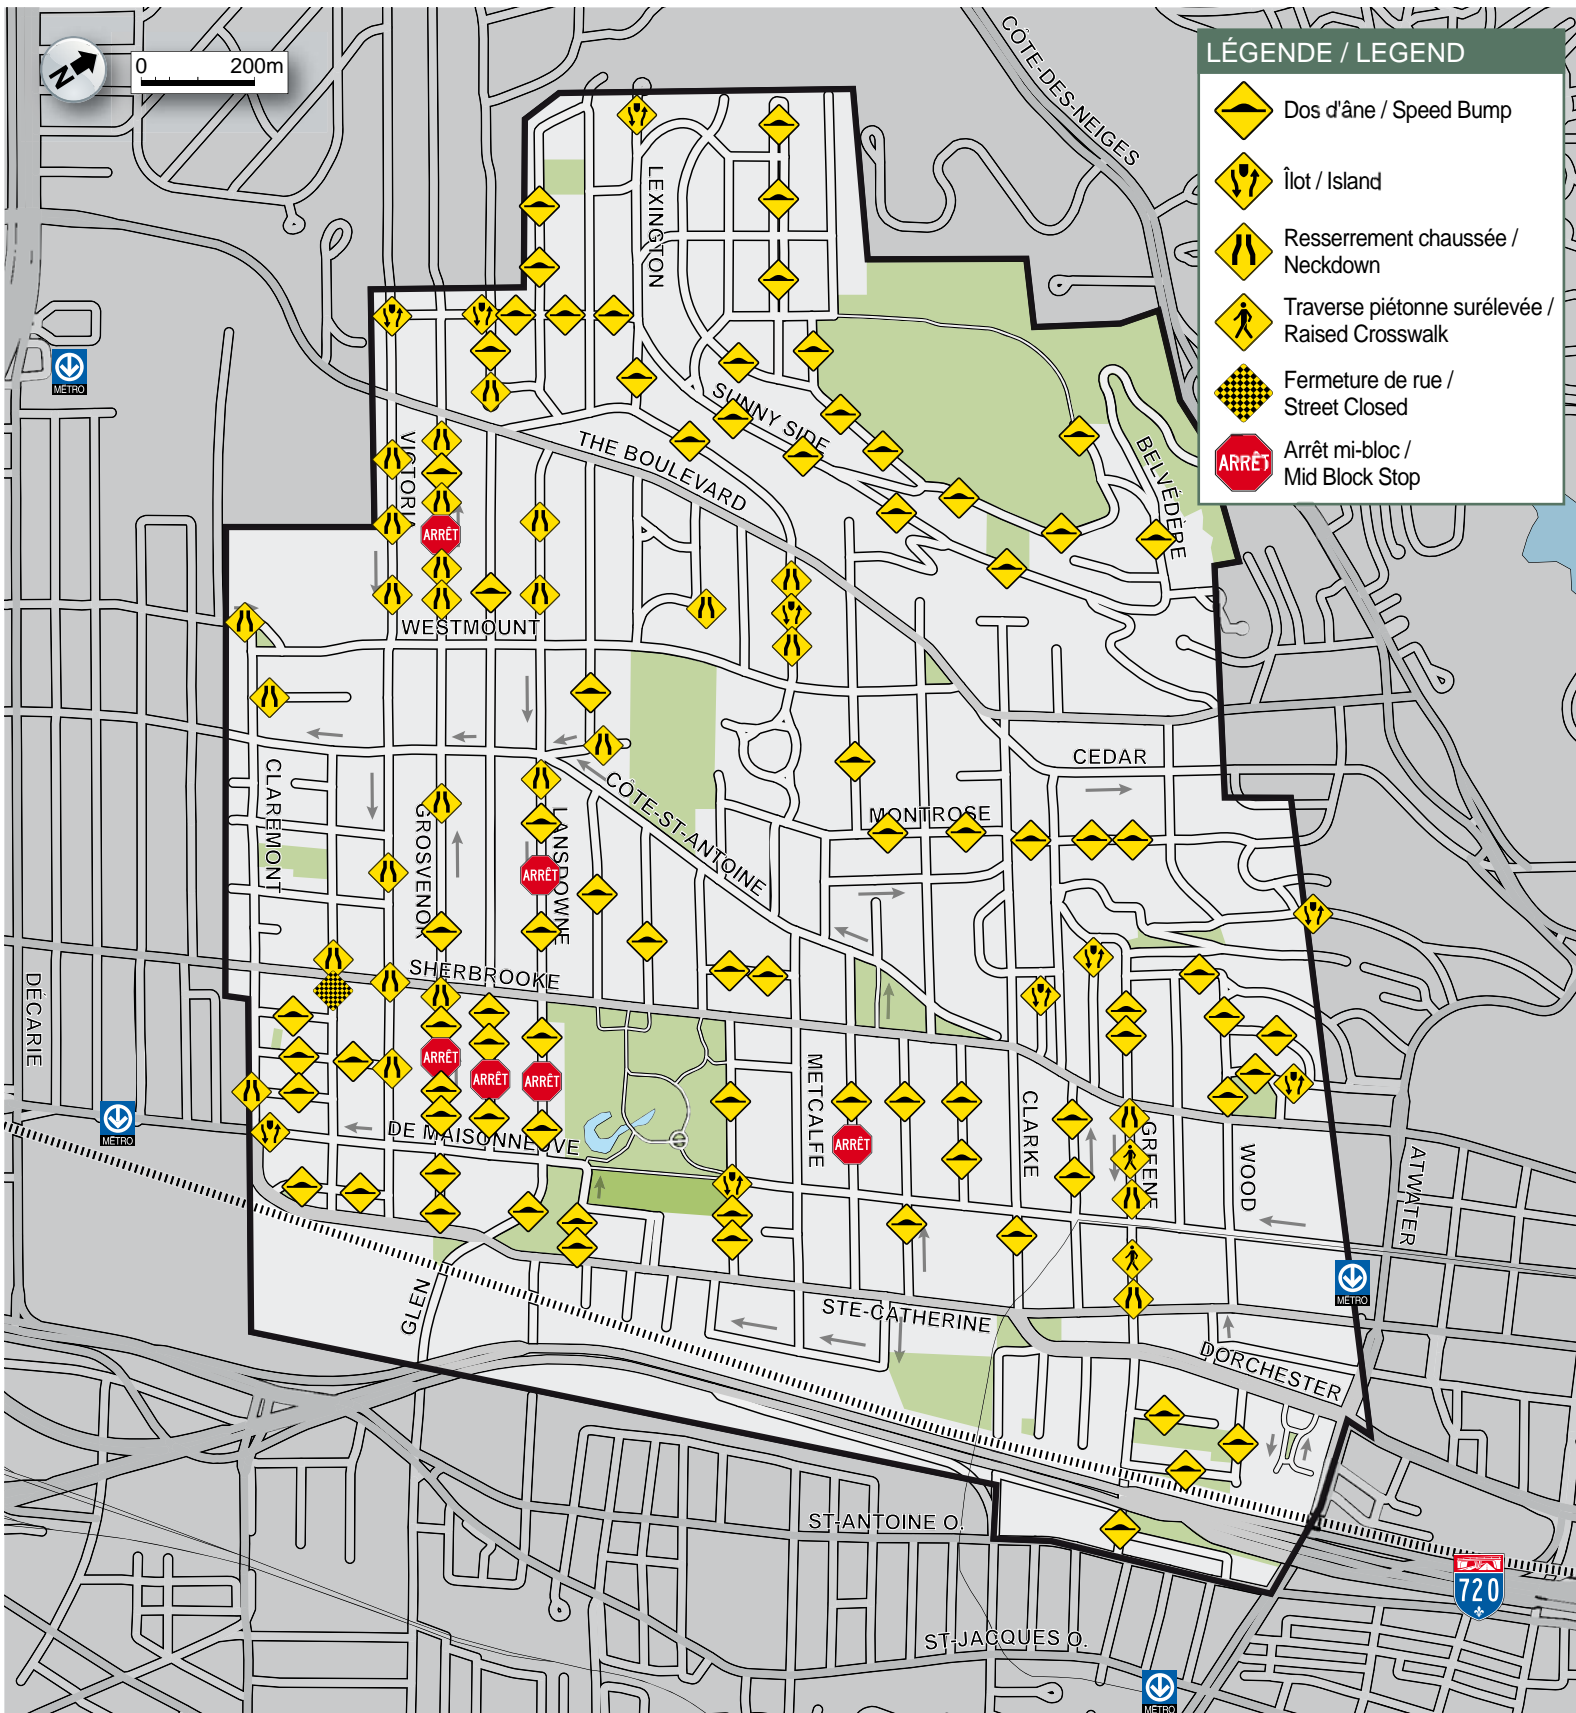 N
0 200m
LÉGENDE / LEGEND
Dos d'âne / Speed Bump
Îlot / Island
Resserrement chaussée /
Neckdown
Traverse piétonne surélevée /
Raised Crosswalk
Fermeture de rue /
Street Closed
ARRÊT
Arrêt mi-bloc /
Mid Block Stop
CÔTE-DES-NEIGES
LEXINGTON
MÉTRO
SUNNY SIDE
THE BOULEVARD
BELVÉDÈRE
VICTORIA
ARRÊT
WESTMOUNT
CEDAR
CLAREMONT
GROSVENOR
LANSDOWNE
CÔTE-ST-ANTOINE
MONTROSE
ARRÊT
SHERBROOKE
DÉCARIE
ARRÊT
ARRÊT
ARRÊT
METCALFE
CLARKE
GREENE
WOOD
ATWATER
MÉTRO
DE MAISONNEUVE
ARRÊT
MÉTRO
GLEN
STE-CATHERINE
DORCHESTER
ST-ANTOINE O.
720
ST-JACQUES O.
MÉTRO